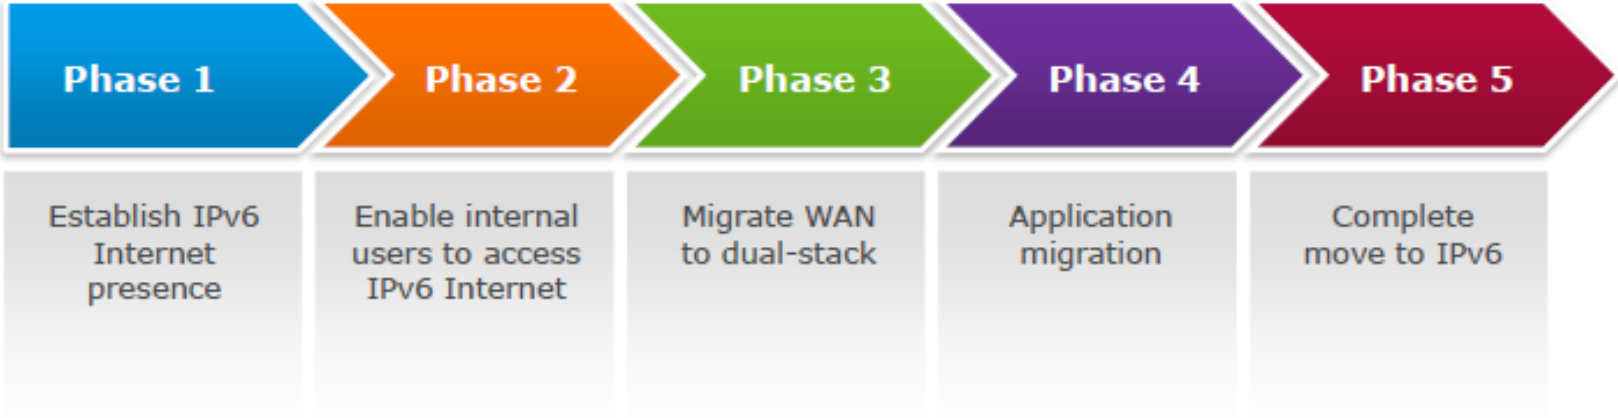 Phase 1
Phase 2
Phase 3
Phase 4
Phase 5
Establish IPv6
Internet
presence
Enable internal
users to access
IPv6 Internet
Migrate WAN
to dual-stack
Application
migration
Complete
move to IPv6